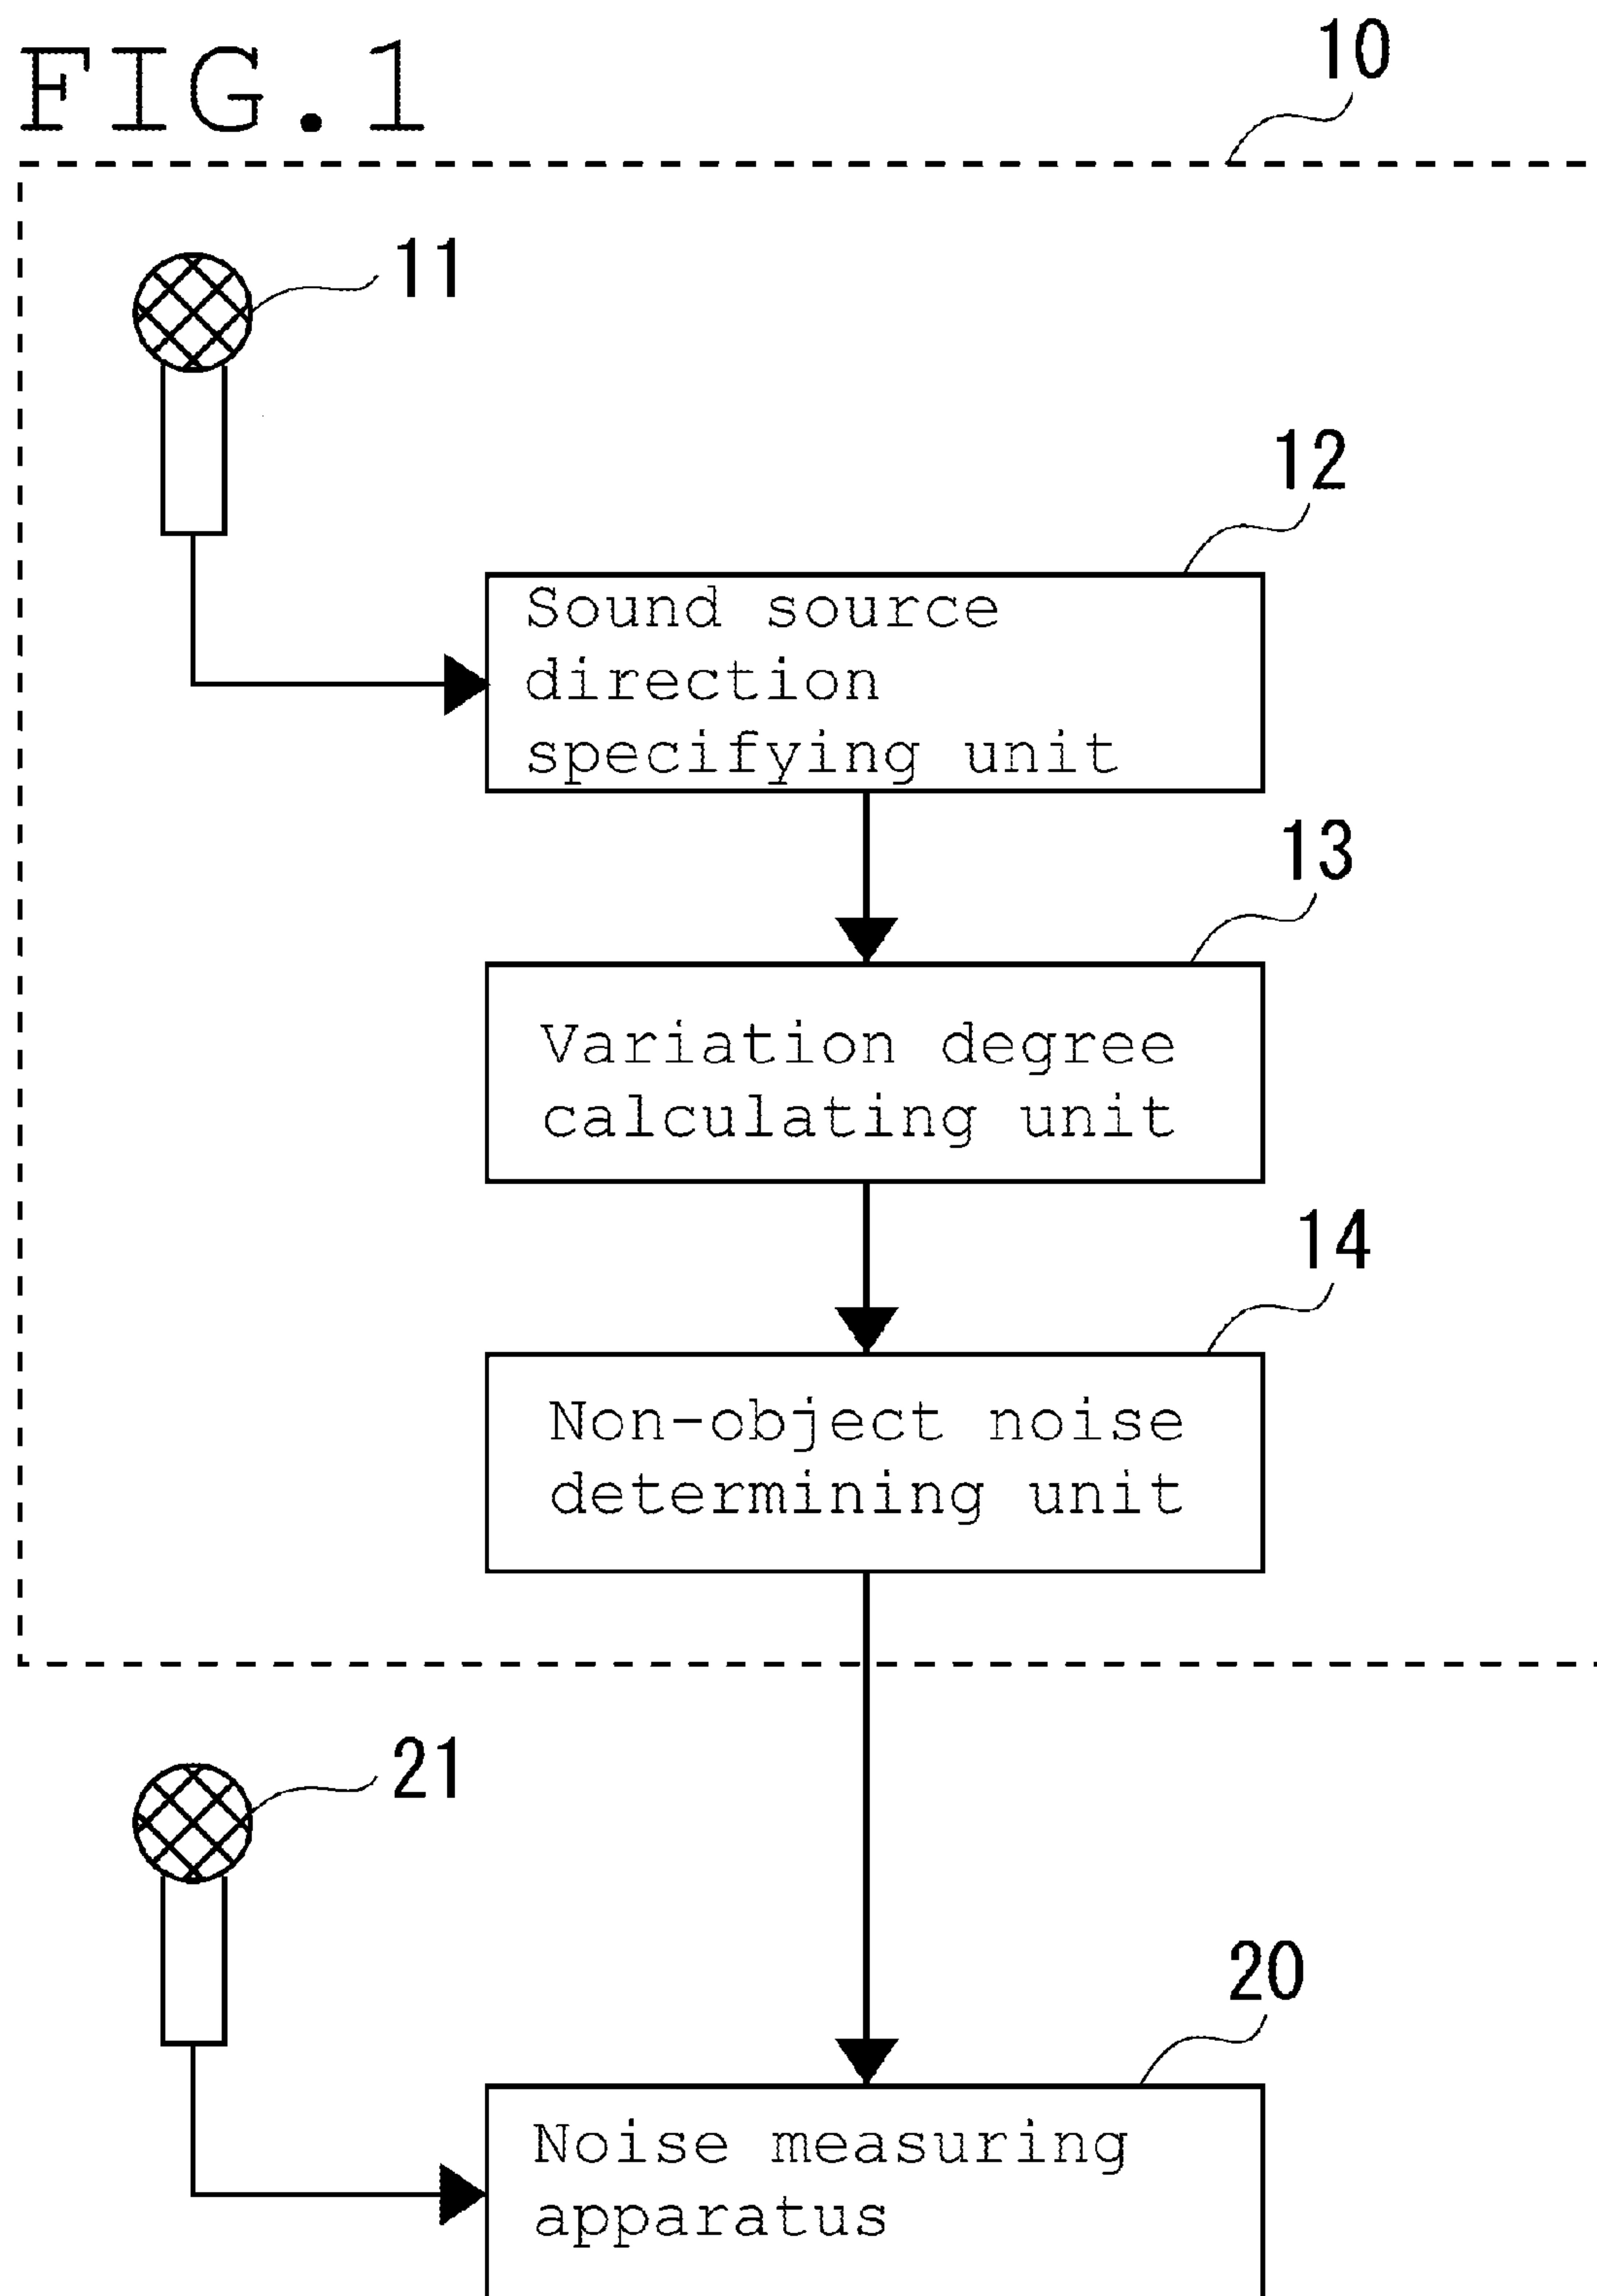 FIG.1
10
11
12
Sound source
direction
specifying unit
13
Variation degree
calculating unit
14
Non-object noise
determining unit
21
20
Noise measuring
apparatus